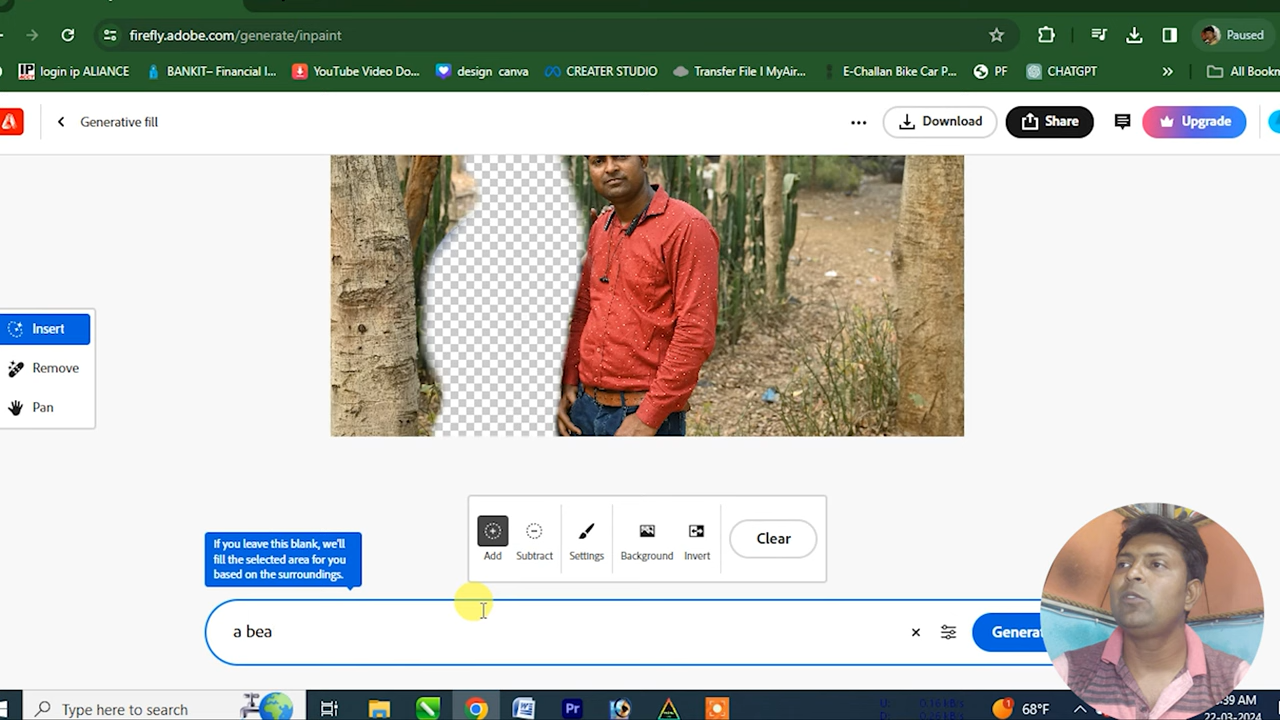 firefly.adobe.com/generate/inpaint
Paused
login ip ALIANCE
BANKIT– Financial I...
YouTube Video Do...
design canva
CREATER STUDIO
Transfer File I MyAir...
E-Challan Bike Car P...
PF
CHATGPT
»
All Bookm
Generative fill
Download
Share
Upgrade
Insert
Remove
Pan
Add
Subtract
Settings
Background
Invert
Clear
If you leave this blank, we'll
fill the selected area for you
based on the surroundings.
a bea
Generat
Type here to search
Pr
68°F
:39 AM
22-03-2024